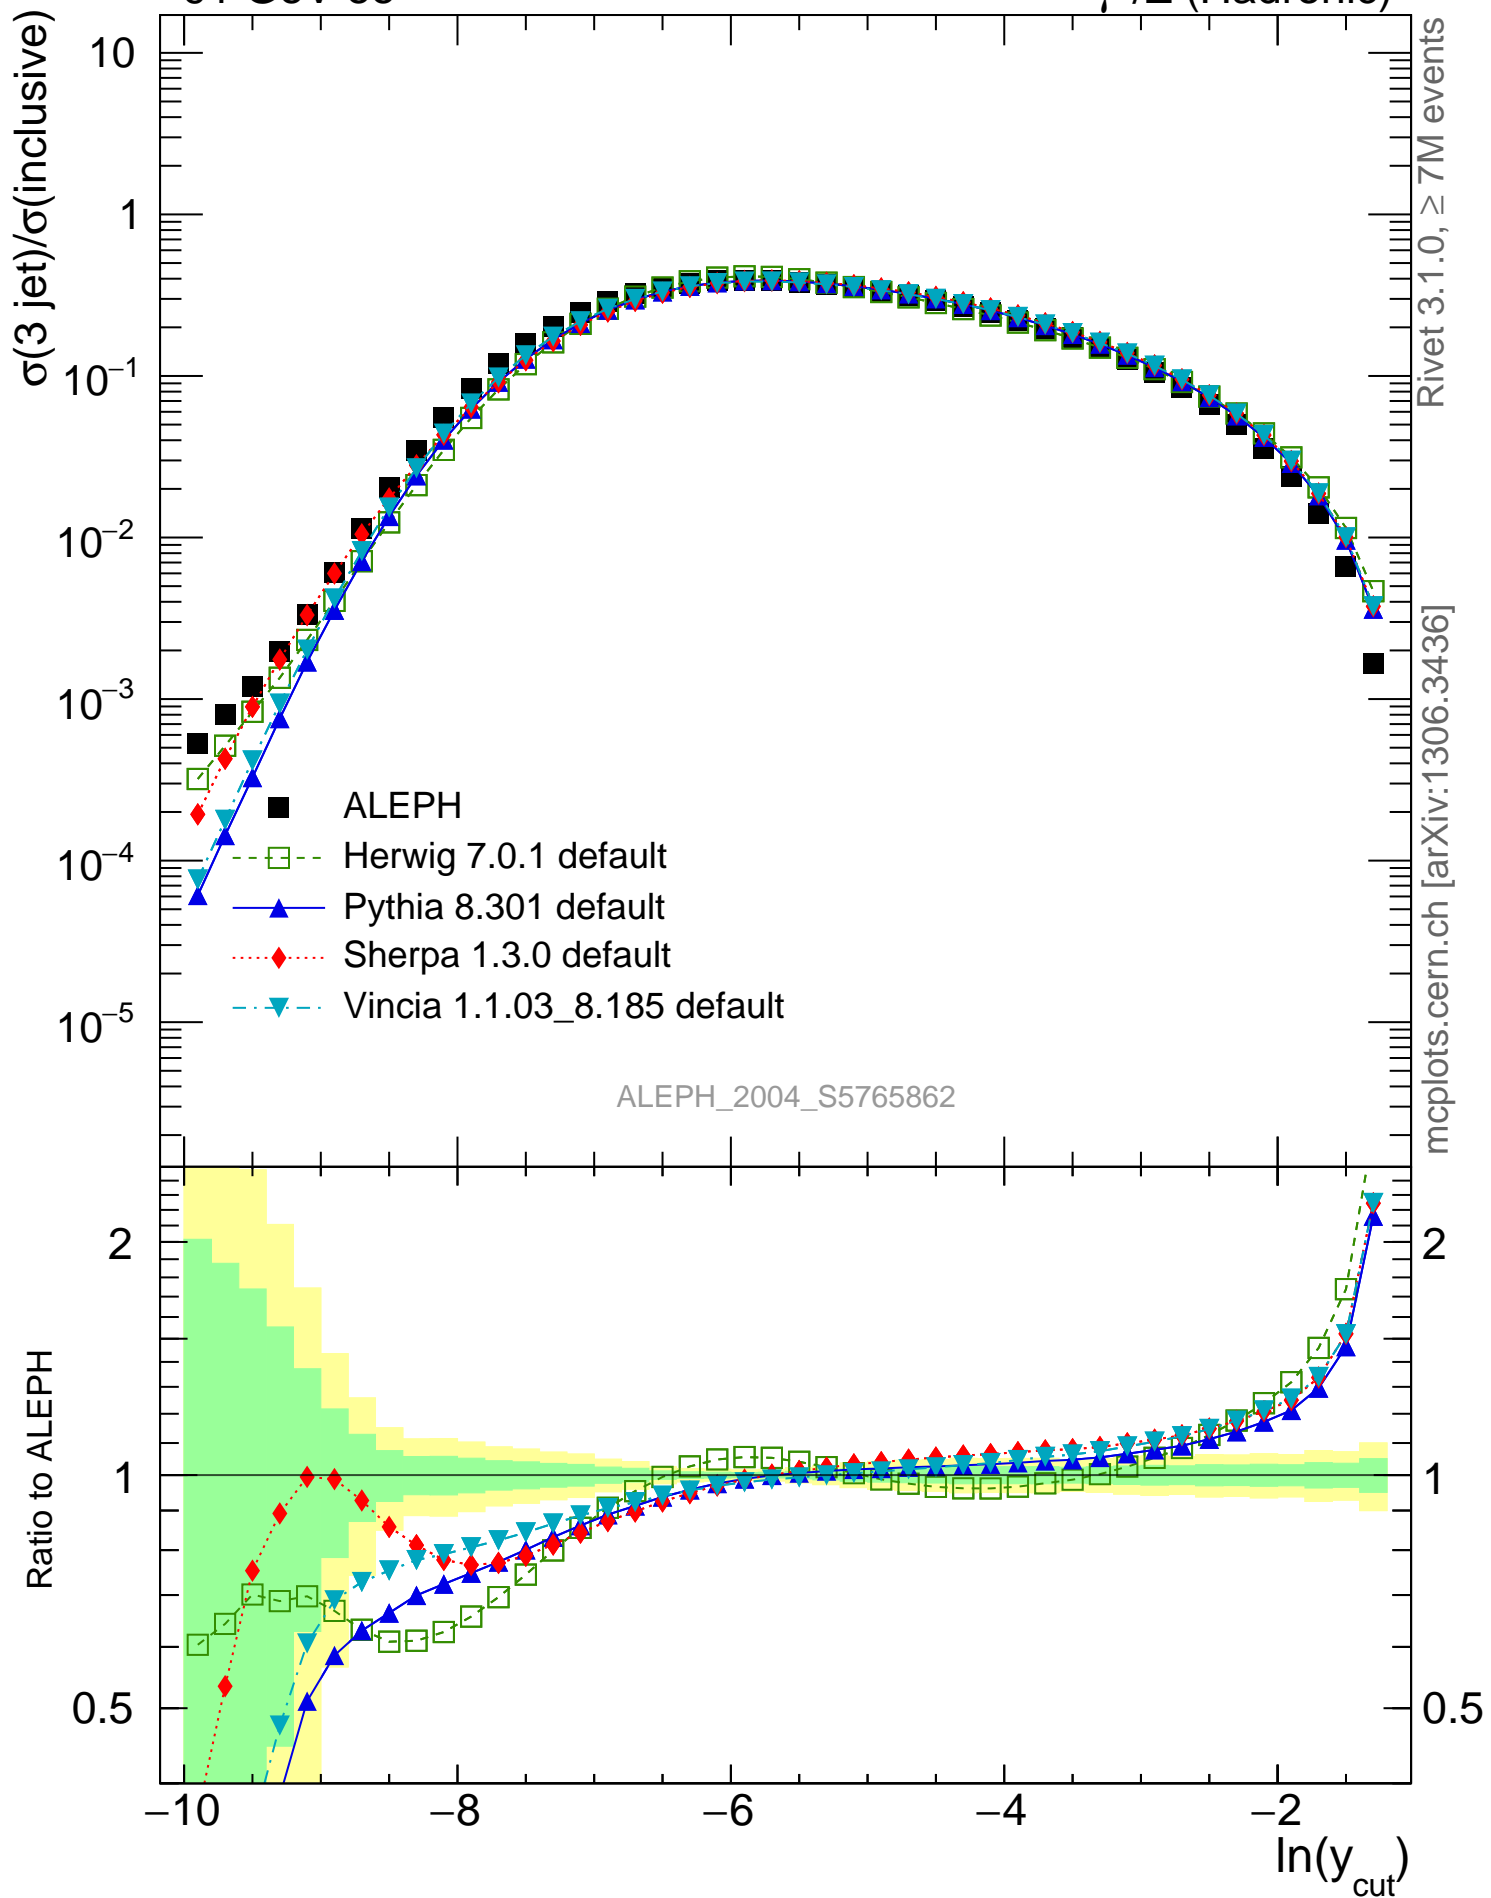 σ(3 jet)/σ(inclusive)
10
1
10⁻¹
10⁻²
10⁻³
10⁻⁴
10⁻⁵
ALEPH
Herwig 7.0.1 default
Pythia 8.301 default
Sherpa 1.3.0 default
Vincia 1.1.03_8.185 default
ALEPH_2004_S5765862
Rivet 3.1.0, ≥ 7M events
mcplots.cern.ch [arXiv:1306.3436]
Ratio to ALEPH
2
1
0.5
2
1
0.5
−10
−8
−6
−4
−2
ln(y_cut)